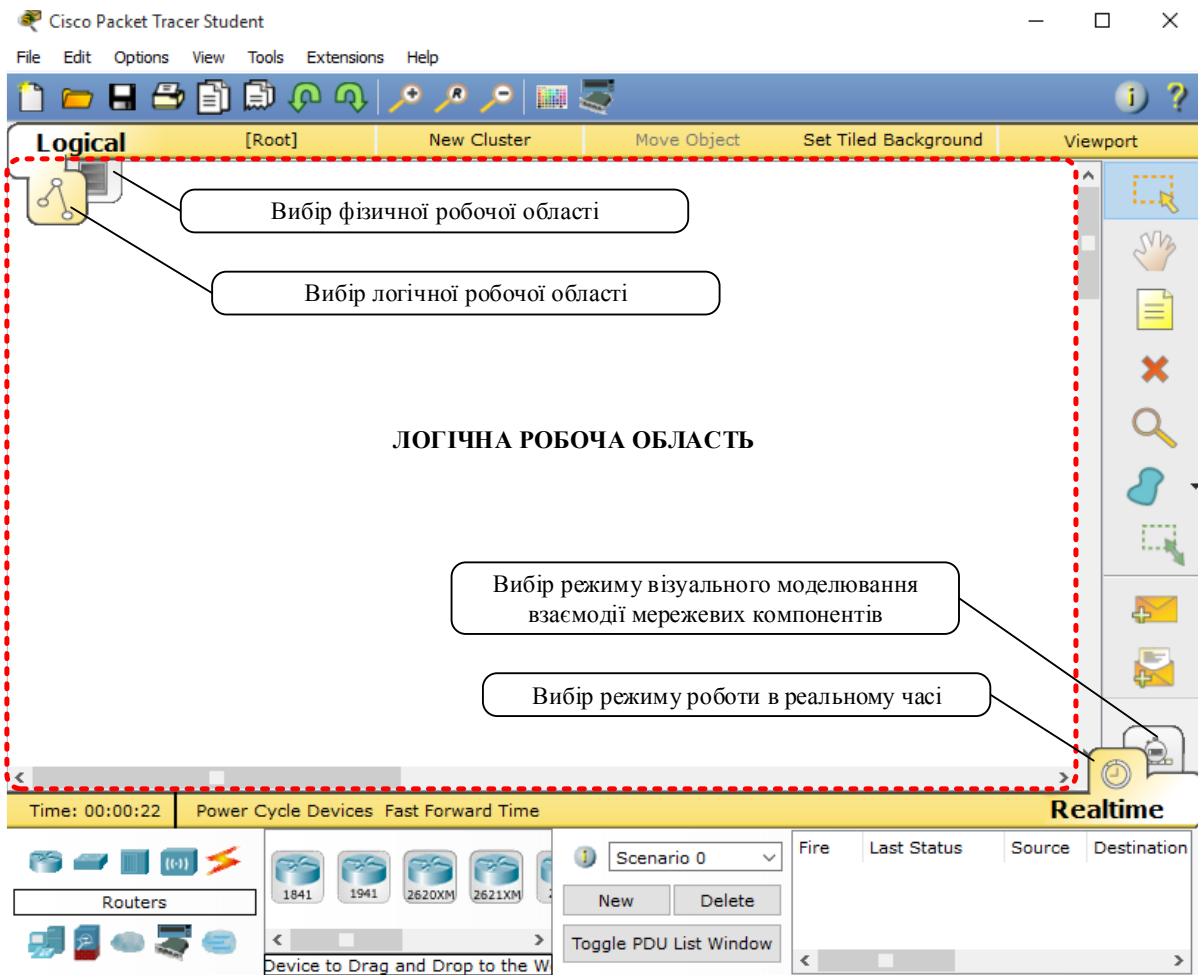 Cisco Packet Tracer Student
File Edit Options View Tools Extensions Help
Logical [Root] New Cluster Move Object Set Tiled Background Viewport
Вибір фізичної робочої області
Вибір логічної робочої області
ЛОГІЧНА РОБОЧА ОБЛАСТЬ
Вибір режиму візуального моделювання
взаємодії мережевих компонентів
Вибір режиму роботи в реальному часі
Time: 00:00:22 Power Cycle Devices Fast Forward Time Realtime
Routers
1841 1941 2620XM 2621XM
Device to Drag and Drop to the
Scenario 0
New Delete
Toggle PDU List Window
Fire Last Status Source Destination